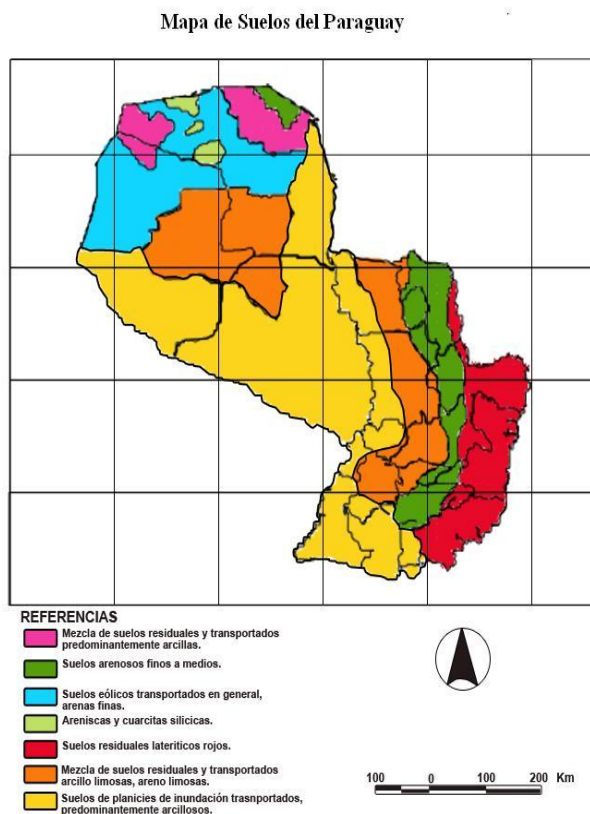 Mapa de Suelos del Paraguay
REFERENCIAS
Mezcla de suelos residuales y transportados
predominantemente arcillas.
Suelos arenosos finos a medios.
Suelos eólicos transportados en general,
arenas finas.
Areniscas y cuarcitas silicicas.
Suelos residuales lateriticos rojos.
Mezcla de suelos residuales y transportados
arcillo limosas, areno limosas.
Suelos de planicies de inundación trasnportados,
predominantemente arcillosos.
100 0 100 200 Km